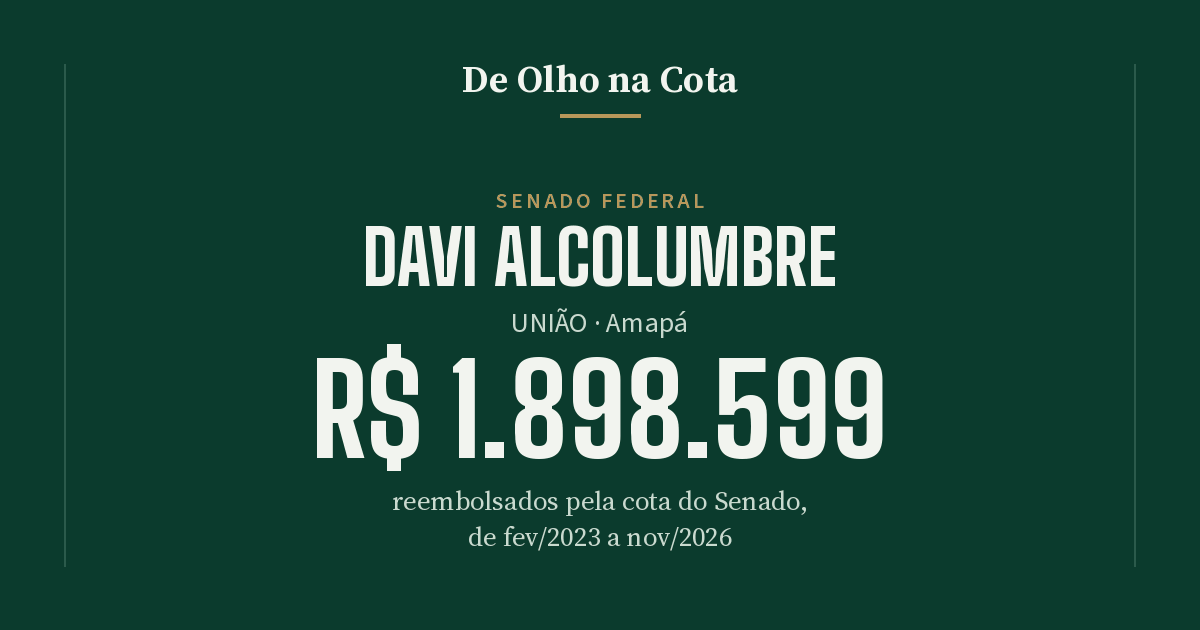 De Olho na Cota
SENADO FEDERAL
DAVI ALCOLUMBRE
UNIÃO · Amapá
R$ 1.898.599
reembolsados pela cota do Senado,
de fev/2023 a nov/2026